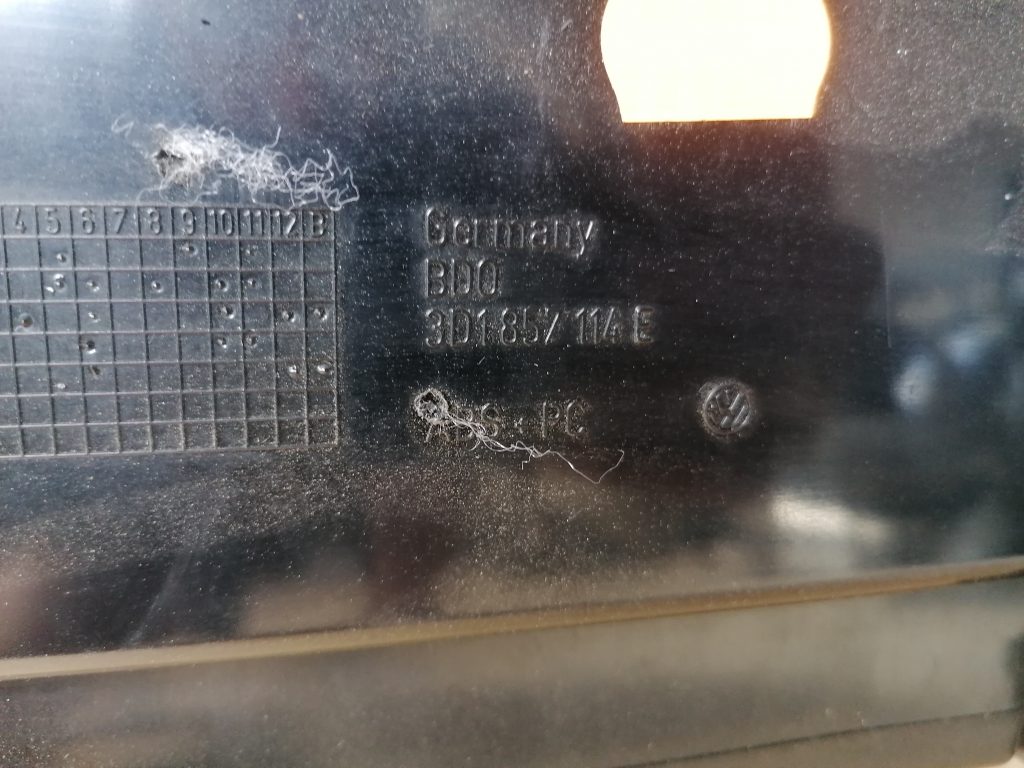 4 5 6 7 8 9 10 11 12 B
Germany
BDO
3D1 857 114 E
ABS + PC